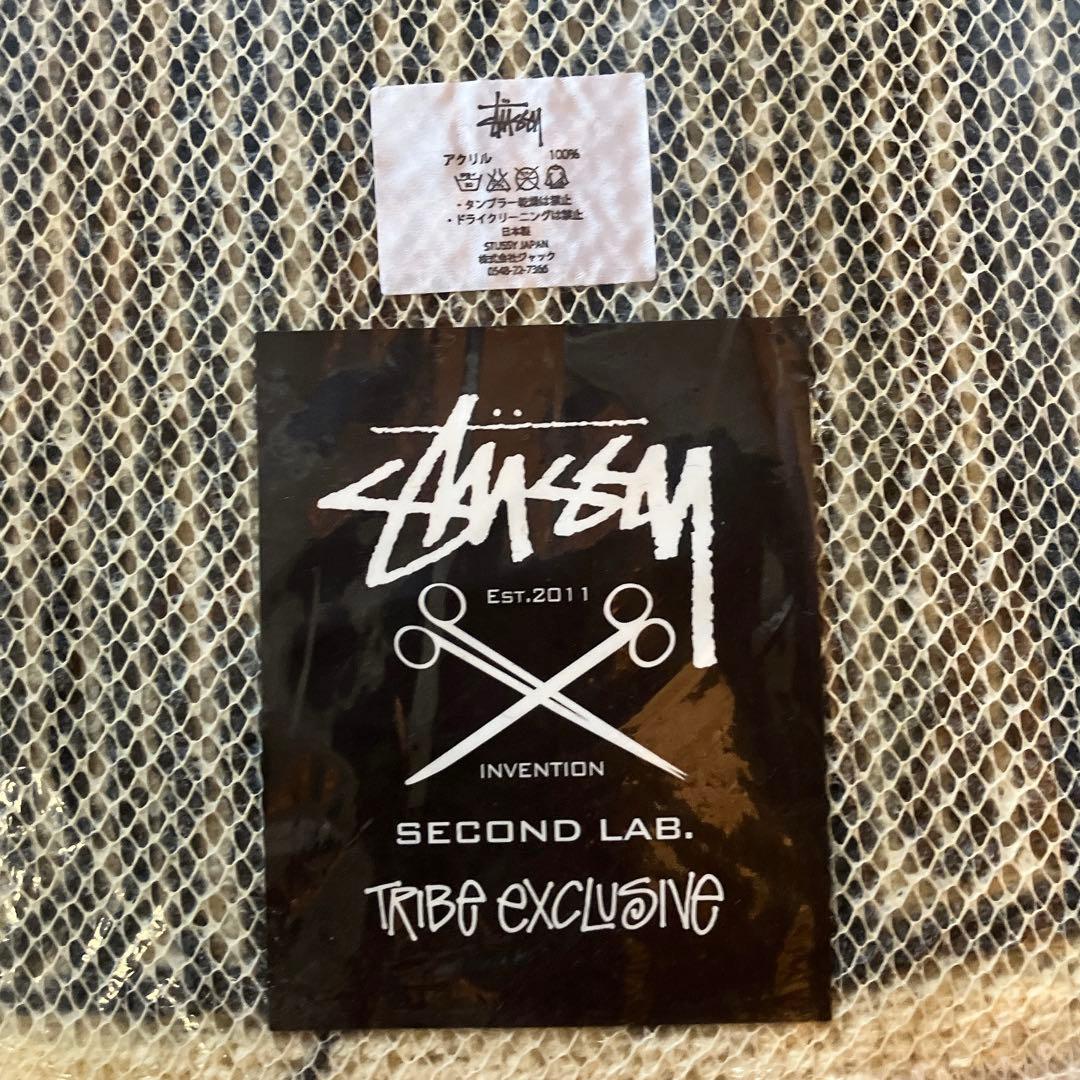 Stüssy
アクリル 100%
・タンブラー乾燥は禁止
・ドライクリーニングは禁止
日本製
STUSSY JAPAN
株式会社ジャック
0548-22-7366
Stüssy
EST.2011
INVENTION
SECOND LAB.
TRIBE EXCLUSIVE